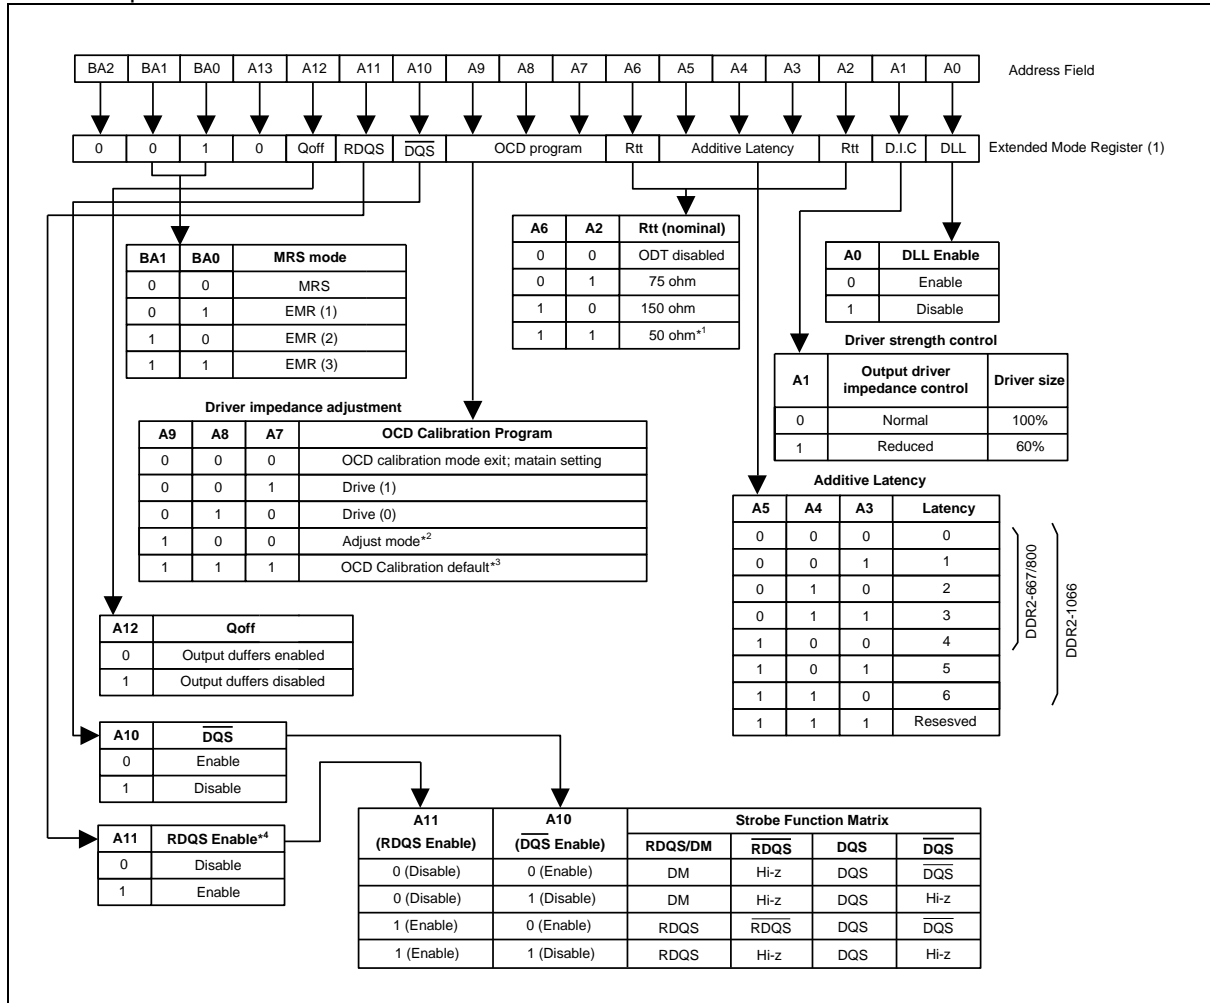 BA2 BA1 BA0 A13 A12 A11 A10 A9 A8 A7 A6 A5 A4 A3 A2 A1 A0 Address Field
0 0 1 0 Qoff RDQS D̅Q̅S̅ OCD program Rtt Additive Latency Rtt D.I.C DLL Extended Mode Register (1)
BA1 BA0 MRS mode
0 0 MRS
0 1 EMR (1)
1 0 EMR (2)
1 1 EMR (3)
A6 A2 Rtt (nominal)
0 0 ODT disabled
0 1 75 ohm
1 0 150 ohm
1 1 50 ohm*1
A0 DLL Enable
0 Enable
1 Disable
Driver strength control
A1 Output driver impedance control Driver size
0 Normal 100%
1 Reduced 60%
Driver impedance adjustment
A9 A8 A7 OCD Calibration Program
0 0 0 OCD calibration mode exit; matain setting
0 0 1 Drive (1)
0 1 0 Drive (0)
1 0 0 Adjust mode*2
1 1 1 OCD Calibration default*3
Additive Latency
A5 A4 A3 Latency
0 0 0 0
0 0 1 1
0 1 0 2
0 1 1 3
1 0 0 4
1 0 1 5
1 1 0 6
1 1 1 Resesved
DDR2-667/800
DDR2-1066
A12 Qoff
0 Output duffers enabled
1 Output duffers disabled
A10 D̅Q̅S̅
0 Enable
1 Disable
A11 RDQS Enable*4
0 Disable
1 Enable
A11 (RDQS Enable) A10 (D̅Q̅S̅ Enable) Strobe Function Matrix
RDQS/DM R̅D̅Q̅S̅ DQS D̅Q̅S̅
0 (Disable) 0 (Enable) DM Hi-z DQS D̅Q̅S̅
0 (Disable) 1 (Disable) DM Hi-z DQS Hi-z
1 (Enable) 0 (Enable) RDQS R̅D̅Q̅S̅ DQS D̅Q̅S̅
1 (Enable) 1 (Disable) RDQS Hi-z DQS Hi-z